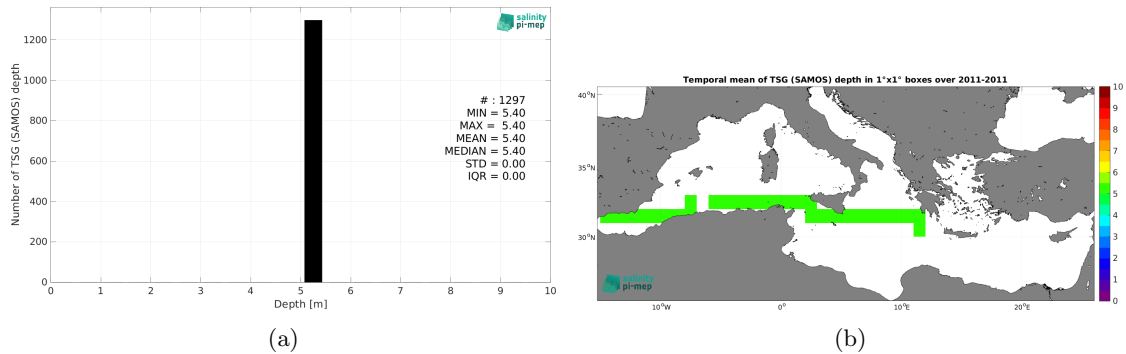 salinity
pi-mep
Number of TSG (SAMOS) depth
1200
1000
800
600
400
200
0
# : 1297
MIN = 5.40
MAX = 5.40
MEAN = 5.40
MEDIAN = 5.40
STD = 0.00
IQR = 0.00
0 1 2 3 4 5 6 7 8 9 10
Depth [m]
(a)
Temporal mean of TSG (SAMOS) depth in 1°x1° boxes over 2011-2011
40°N
35°N
30°N
10°W 0° 10°E 20°E
10
9
8
7
6
5
4
3
2
1
0
salinity
pi-mep
(b)